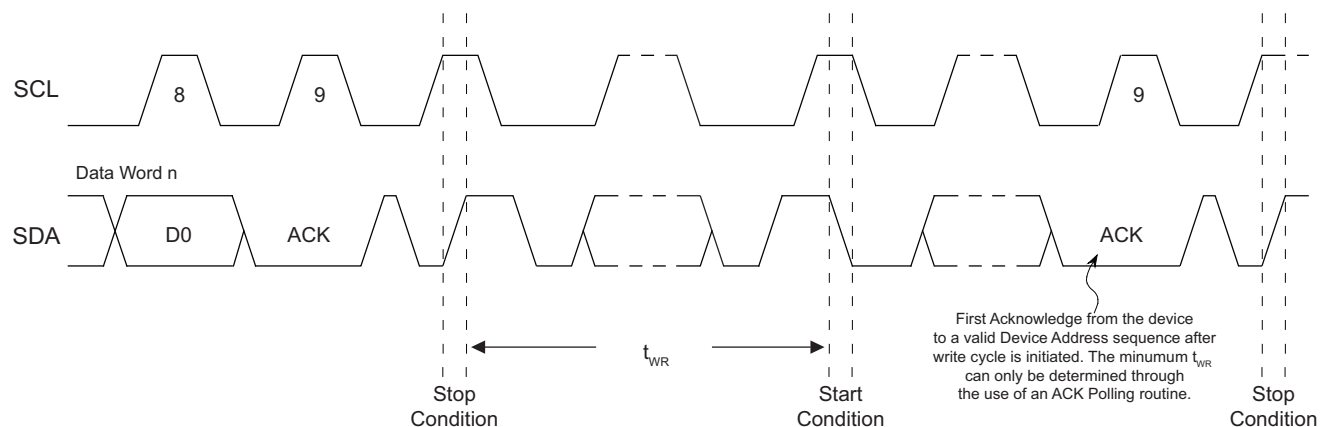 SCL
8
9
9
Data Word n
SDA
D0
ACK
ACK
First Acknowledge from the device
to a valid Device Address sequence after
write cycle is initiated. The minumum tWR
can only be determined through
the use of an ACK Polling routine.
tWR
Stop
Condition
Start
Condition
Stop
Condition